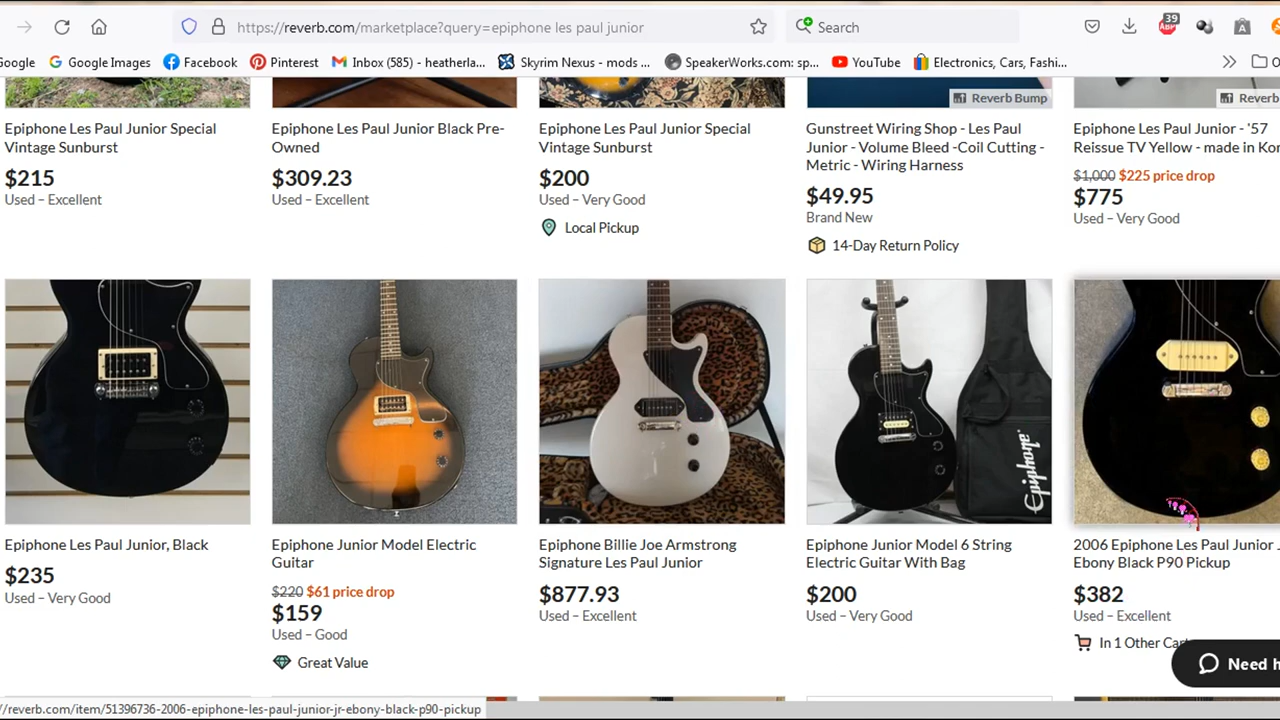 https://reverb.com/marketplace?query=epiphone les paul junior
Search
39
ABP
Google
Google Images
Facebook
Pinterest
Inbox (585) - heatherla...
Skyrim Nexus - mods ...
SpeakerWorks.com: sp...
YouTube
Electronics, Cars, Fashi...
Reverb Bump
Reverb
Epiphone Les Paul Junior Special
Vintage Sunburst
$215
Used – Excellent
Epiphone Les Paul Junior Black Pre-
Owned
$309.23
Used – Excellent
Epiphone Les Paul Junior Special
Vintage Sunburst
$200
Used – Very Good
Local Pickup
Gunstreet Wiring Shop - Les Paul
Junior - Volume Bleed -Coil Cutting -
Metric - Wiring Harness
$49.95
Brand New
14-Day Return Policy
Epiphone Les Paul Junior - '57
Reissue TV Yellow - made in Kor
$1,000 $225 price drop
$775
Used – Very Good
Epiphone
Epiphone Les Paul Junior, Black
$235
Used – Very Good
Epiphone Junior Model Electric
Guitar
$220 $61 price drop
$159
Used – Good
Great Value
Epiphone Billie Joe Armstrong
Signature Les Paul Junior
$877.93
Used – Excellent
Epiphone Junior Model 6 String
Electric Guitar With Bag
$200
Used – Very Good
2006 Epiphone Les Paul Junior J
Ebony Black P90 Pickup
$382
Used – Excellent
In 1 Other Cart
Need h
//reverb.com/item/51396736-2006-epiphone-les-paul-junior-jr-ebony-black-p90-pickup